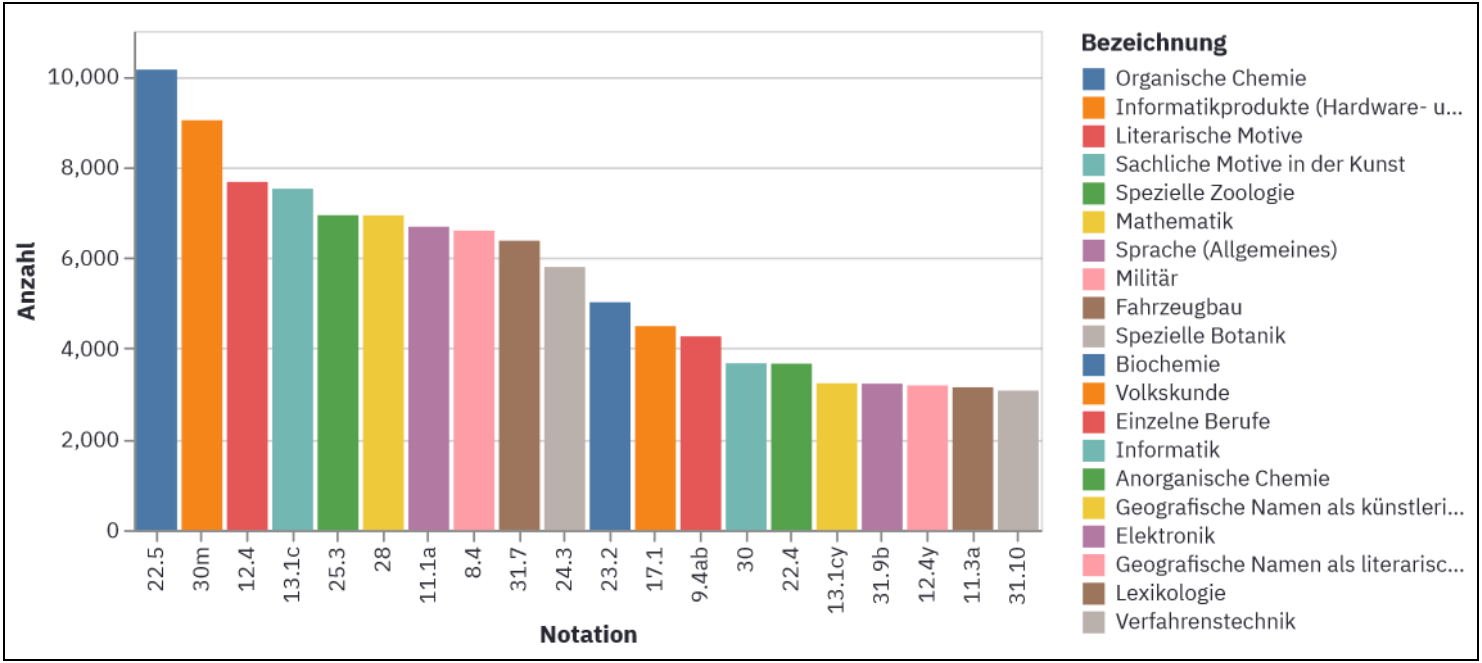 10,000
8,000
6,000
4,000
2,000
0
Anzahl
22.5
30m
12.4
13.1c
25.3
28
11.1a
8.4
31.7
24.3
23.2
17.1
9.4ab
30
22.4
13.1cy
31.9b
12.4y
11.3a
31.10
Notation
Bezeichnung
Organische Chemie
Informatikprodukte (Hardware- u...
Literarische Motive
Sachliche Motive in der Kunst
Spezielle Zoologie
Mathematik
Sprache (Allgemeines)
Militär
Fahrzeugbau
Spezielle Botanik
Biochemie
Volkskunde
Einzelne Berufe
Informatik
Anorganische Chemie
Geografische Namen als künstleri...
Elektronik
Geografische Namen als literarisc...
Lexikologie
Verfahrenstechnik